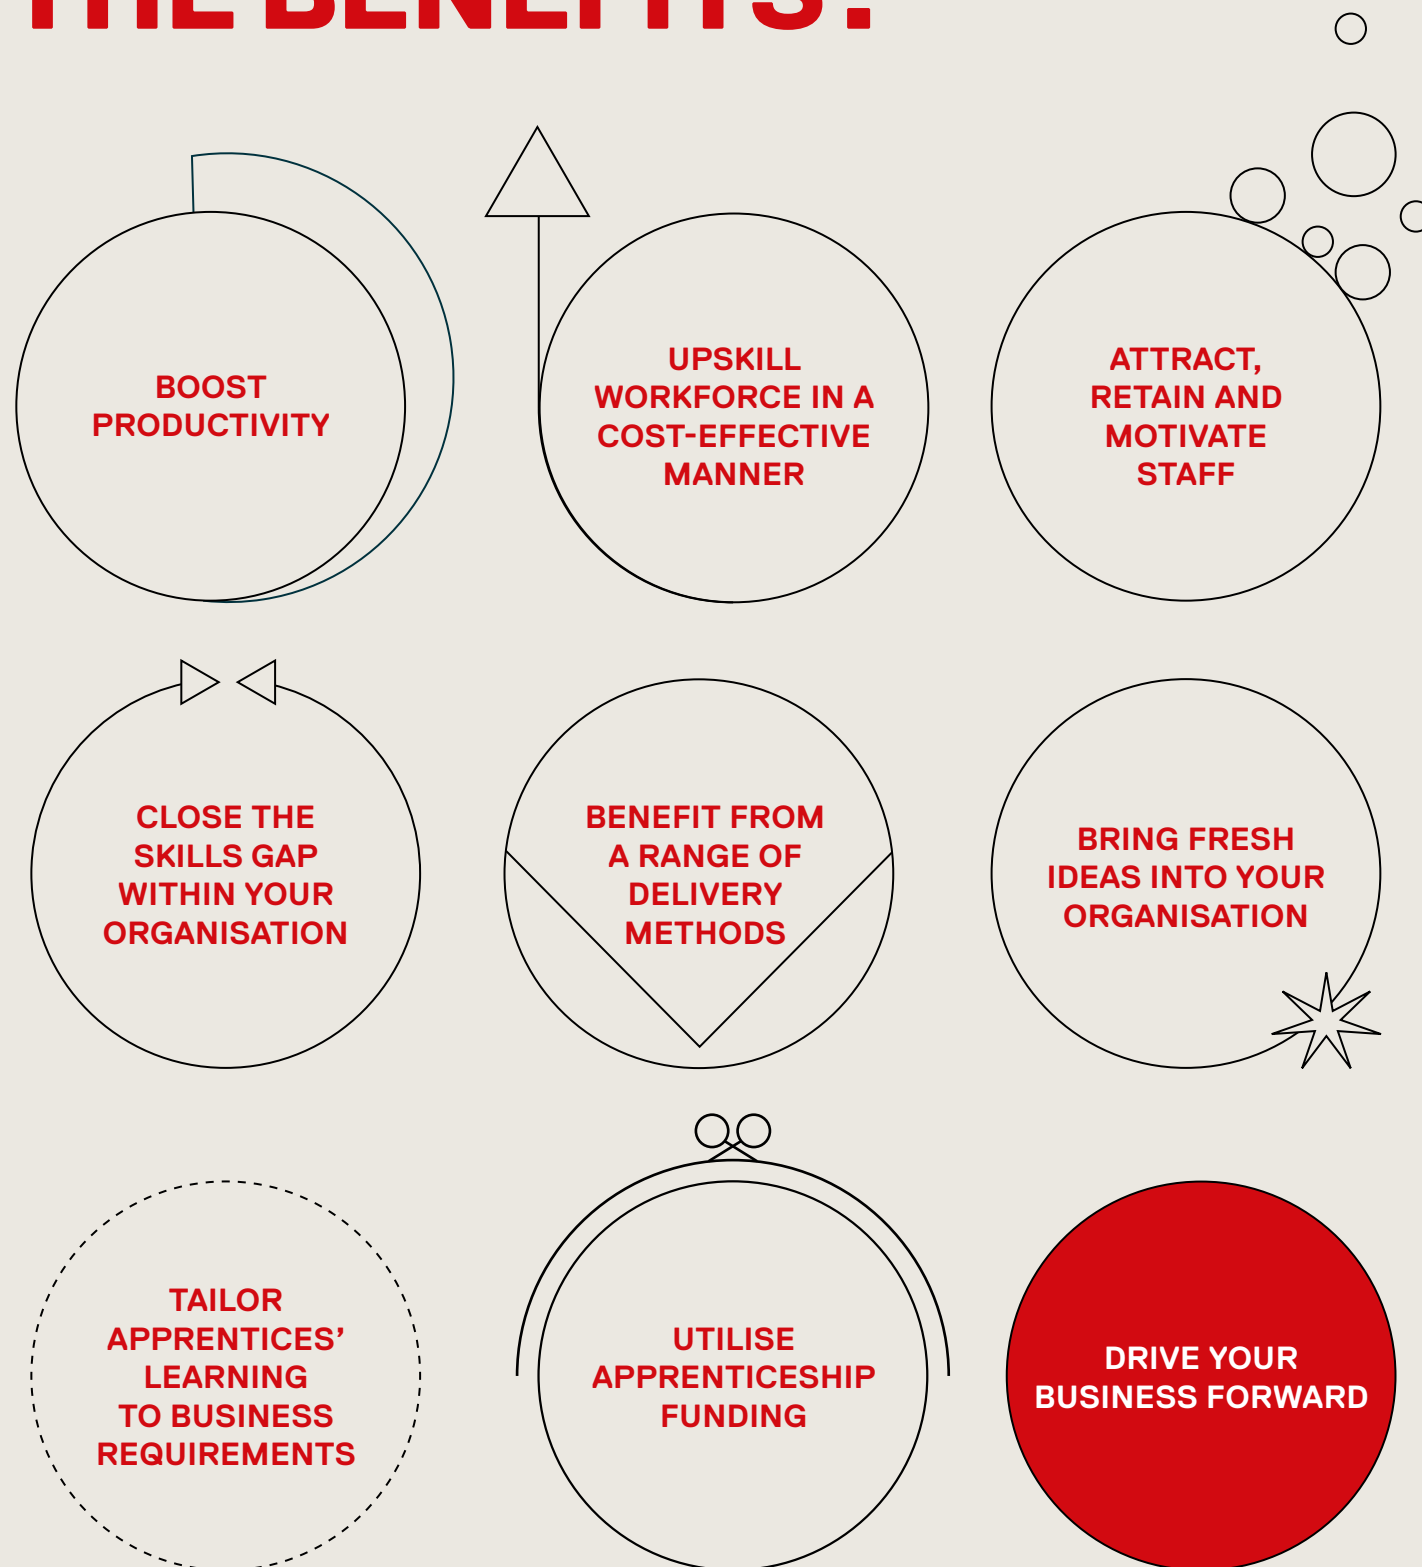 THE BENEFITS?
BOOST
PRODUCTIVITY
UPSKILL
WORKFORCE IN A
COST-EFFECTIVE
MANNER
ATTRACT,
RETAIN AND
MOTIVATE
STAFF
CLOSE THE
SKILLS GAP
WITHIN YOUR
ORGANISATION
BENEFIT FROM
A RANGE OF
DELIVERY
METHODS
BRING FRESH
IDEAS INTO YOUR
ORGANISATION
TAILOR
APPRENTICES’
LEARNING
TO BUSINESS
REQUIREMENTS
UTILISE
APPRENTICESHIP
FUNDING
DRIVE YOUR
BUSINESS FORWARD